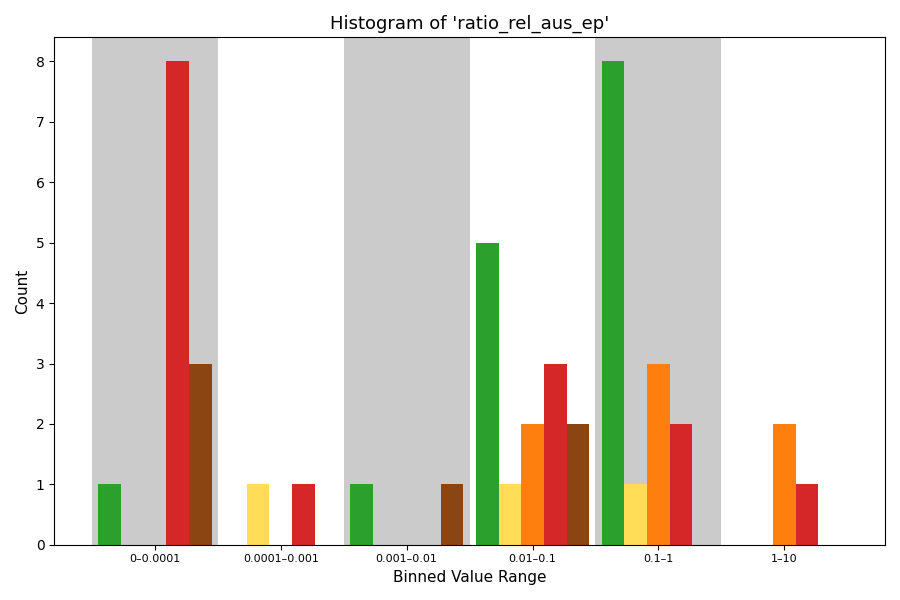 Histogram of 'ratio_rel_aus_ep'
Count
8
7
6
5
4
3
2
1
0
0–0.0001 0.0001–0.001 0.001–0.01 0.01–0.1 0.1–1 1–10
Binned Value Range